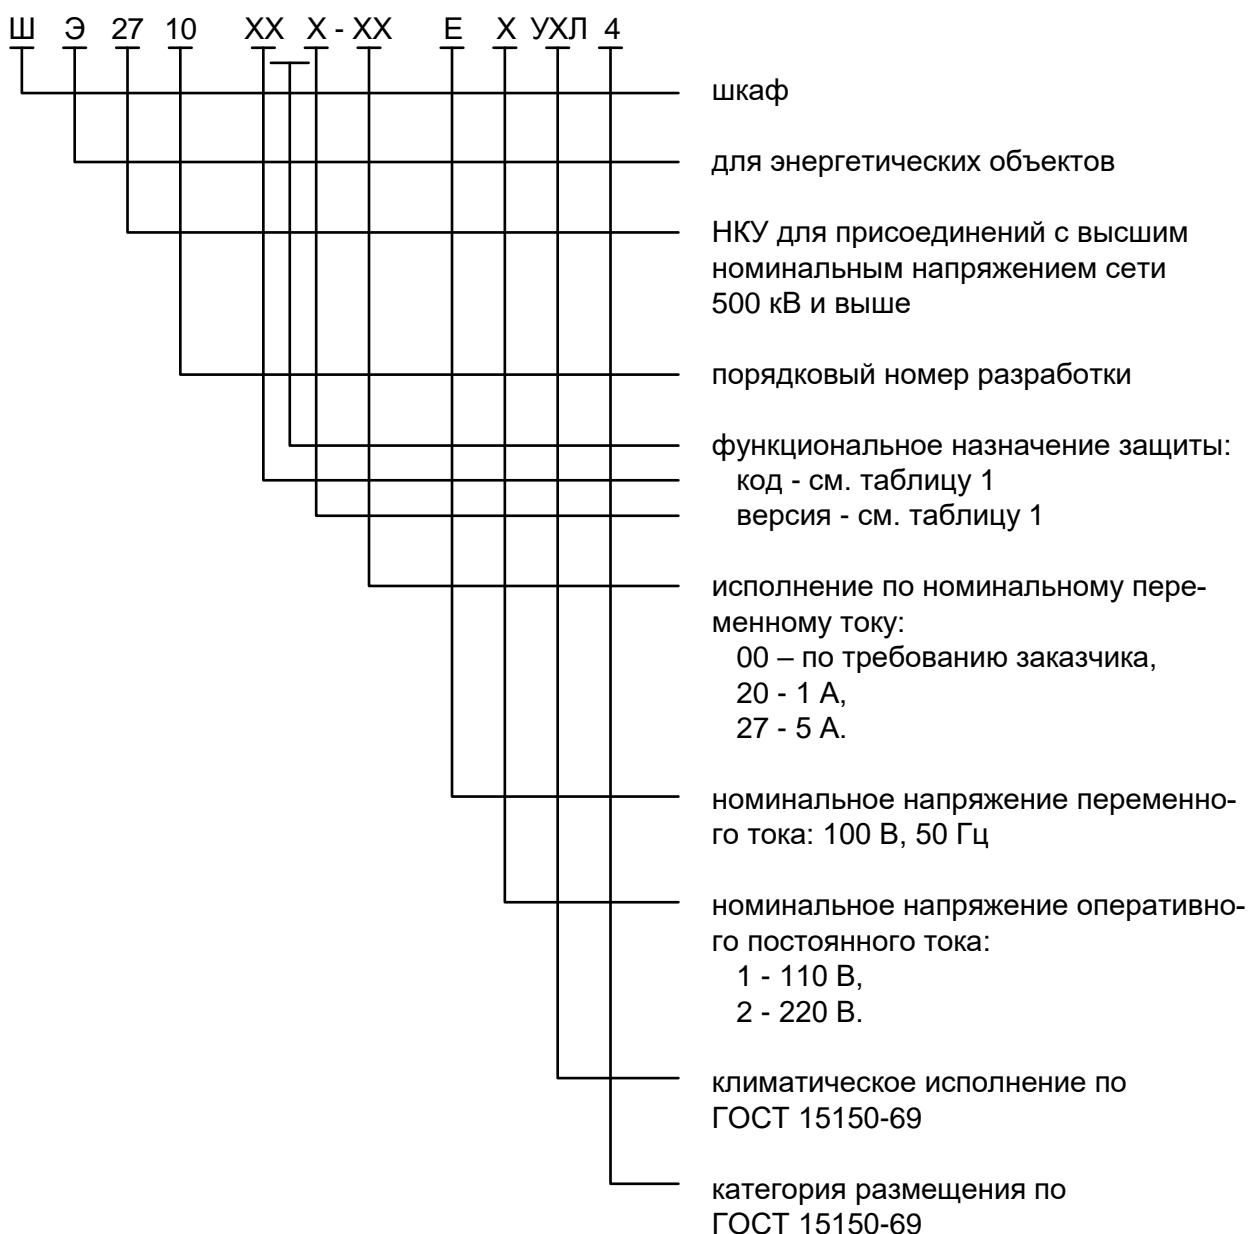 Ш Э 27 10 ХХ Х - ХХ Е Х УХЛ 4
шкаф
для энергетических объектов
НКУ для присоединений с высшим
номинальным напряжением сети
500 кВ и выше
порядковый номер разработки
функциональное назначение защиты:
код - см. таблицу 1
версия - см. таблицу 1
исполнение по номинальному пере-
менному току:
00 – по требованию заказчика,
20 - 1 А,
27 - 5 А.
номинальное напряжение переменно-
го тока: 100 В, 50 Гц
номинальное напряжение оперативно-
го постоянного тока:
1 - 110 В,
2 - 220 В.
климатическое исполнение по
ГОСТ 15150-69
категория размещения по
ГОСТ 15150-69